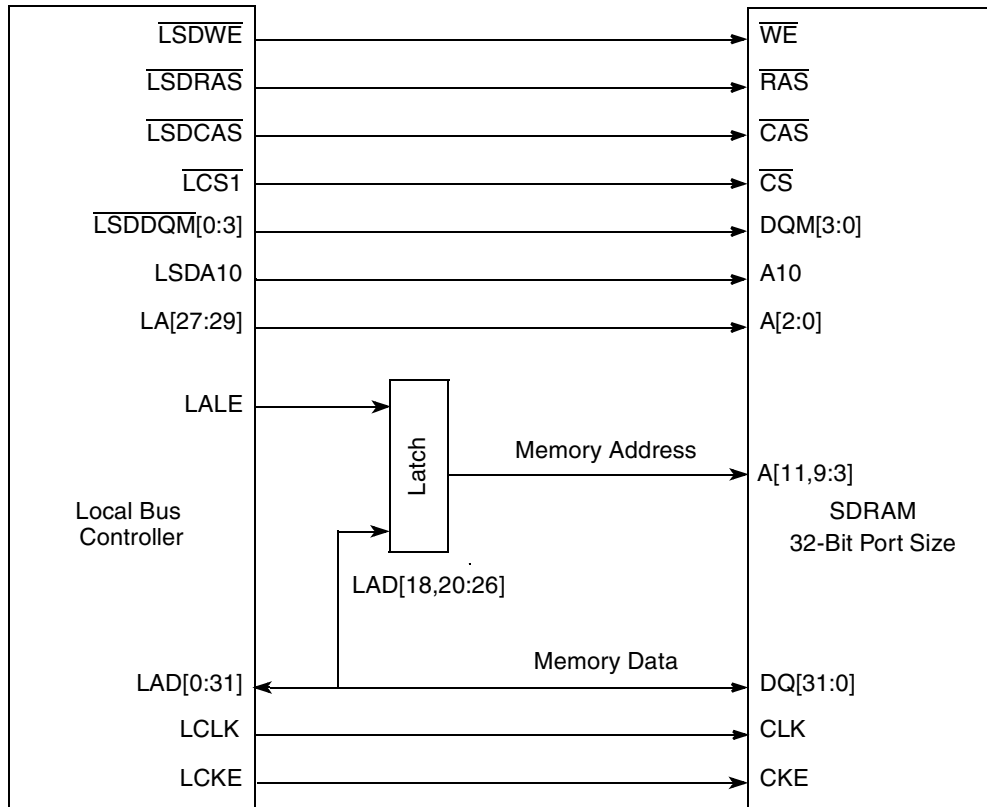 LSDWE WE
LSDRAS RAS
LSDCAS CAS
LCS1 CS
LSDDQM[0:3] DQM[3:0]
LSDA10 A10
LA[27:29] A[2:0]
LALE
Latch
Memory Address
A[11,9:3]
Local Bus
Controller
SDRAM
32-Bit Port Size
LAD[18,20:26]
Memory Data
LAD[0:31] DQ[31:0]
LCLK CLK
LCKE CKE